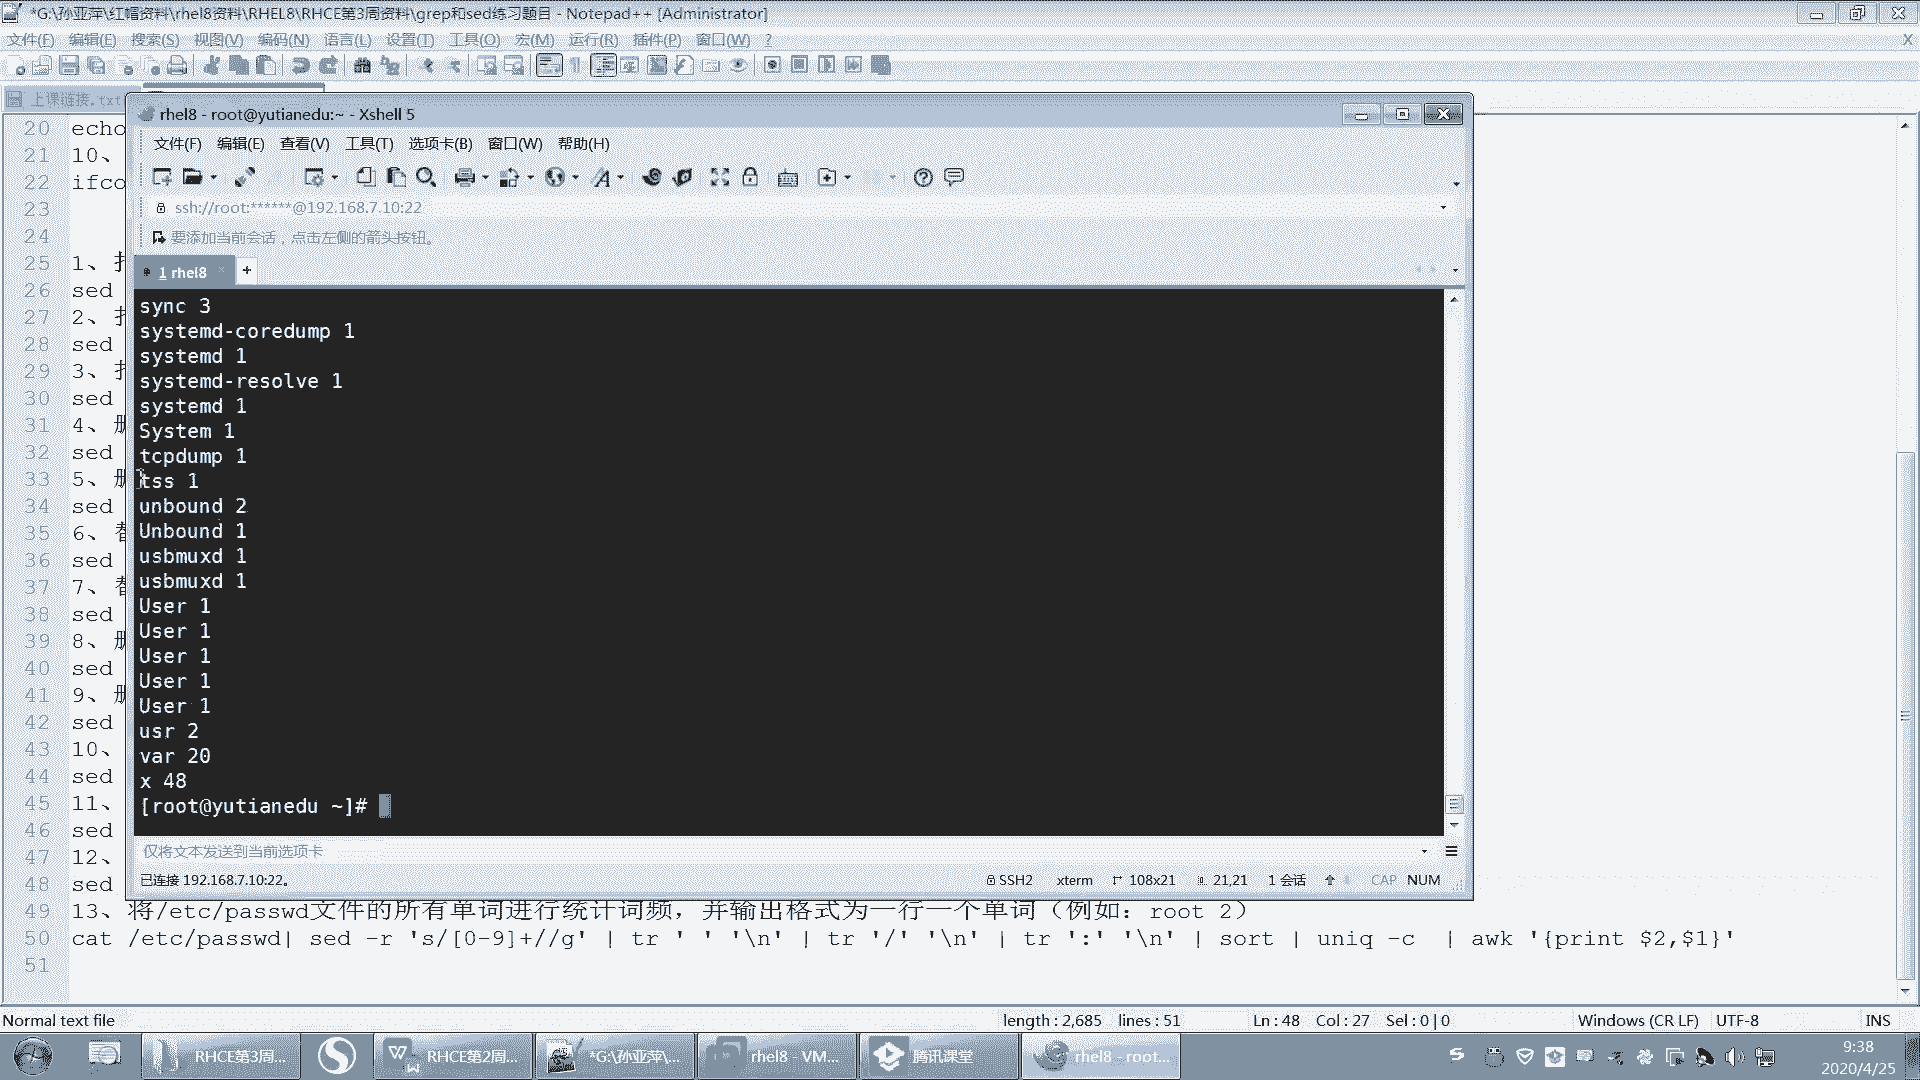 *G:\孙亚萍\红帽资料\rhel8资料\RHEL8\RHCE第3周资料\grep和sed练习题目 - Notepad++ [Administrator]
文件(F) 编辑(E) 搜索(S) 视图(V) 编码(N) 语言(L) 设置(T) 工具(O) 宏(M) 运行(R) 插件(P) 窗口(W) ? X
上课链接.txt
rhel8 - root@yutianedu:~ - Xshell 5
文件(F) 编辑(E) 查看(V) 工具(T) 选项卡(B) 窗口(W) 帮助(H)
ssh://root:******@192.168.7.10:22
要添加当前会话，点击左侧的箭头按钮。
1 rhel8 +
sync 3
systemd-coredump 1
systemd 1
systemd-resolve 1
systemd 1
System 1
tcpdump 1
tss 1
unbound 2
Unbound 1
usbmuxd 1
usbmuxd 1
User 1
User 1
User 1
User 1
User 1
usr 2
var 20
x 48
[root@yutianedu ~]#
仅将文本发送到当前选项卡
已连接 192.168.7.10:22。 SSH2 xterm 108x21 21,21 1 会话 CAP NUM
20 echo
21 10、
22 ifco
23
24
25 1、
26 sed
27 2、
28 sed
29 3、
30 sed
31 4、
32 sed
33 5、
34 sed
35 6、
36 sed
37 7、
38 sed
39 8、
40 sed
41 9、
42 sed
43 10、
44 sed
45 11、
46 sed
47 12、
48 sed
49 13、将/etc/passwd文件的所有单词进行统计词频，并输出格式为一行一个单词（例如：root 2）
50 cat /etc/passwd| sed -r 's/[0-9]+//g' | tr ' ' '\n' | tr '/' '\n' | tr ':' '\n' | sort | uniq -c  | awk '{print $2,$1}'
51
Normal text file length : 2,685 lines : 51 Ln : 48 Col : 27 Sel : 0 | 0 Windows (CR LF) UTF-8 INS
RHCE第3周... RHCE第2周... *G:\孙亚萍\... rhel8 - VM... 腾讯课堂 rhel8 - root...
9:38
2020/4/25